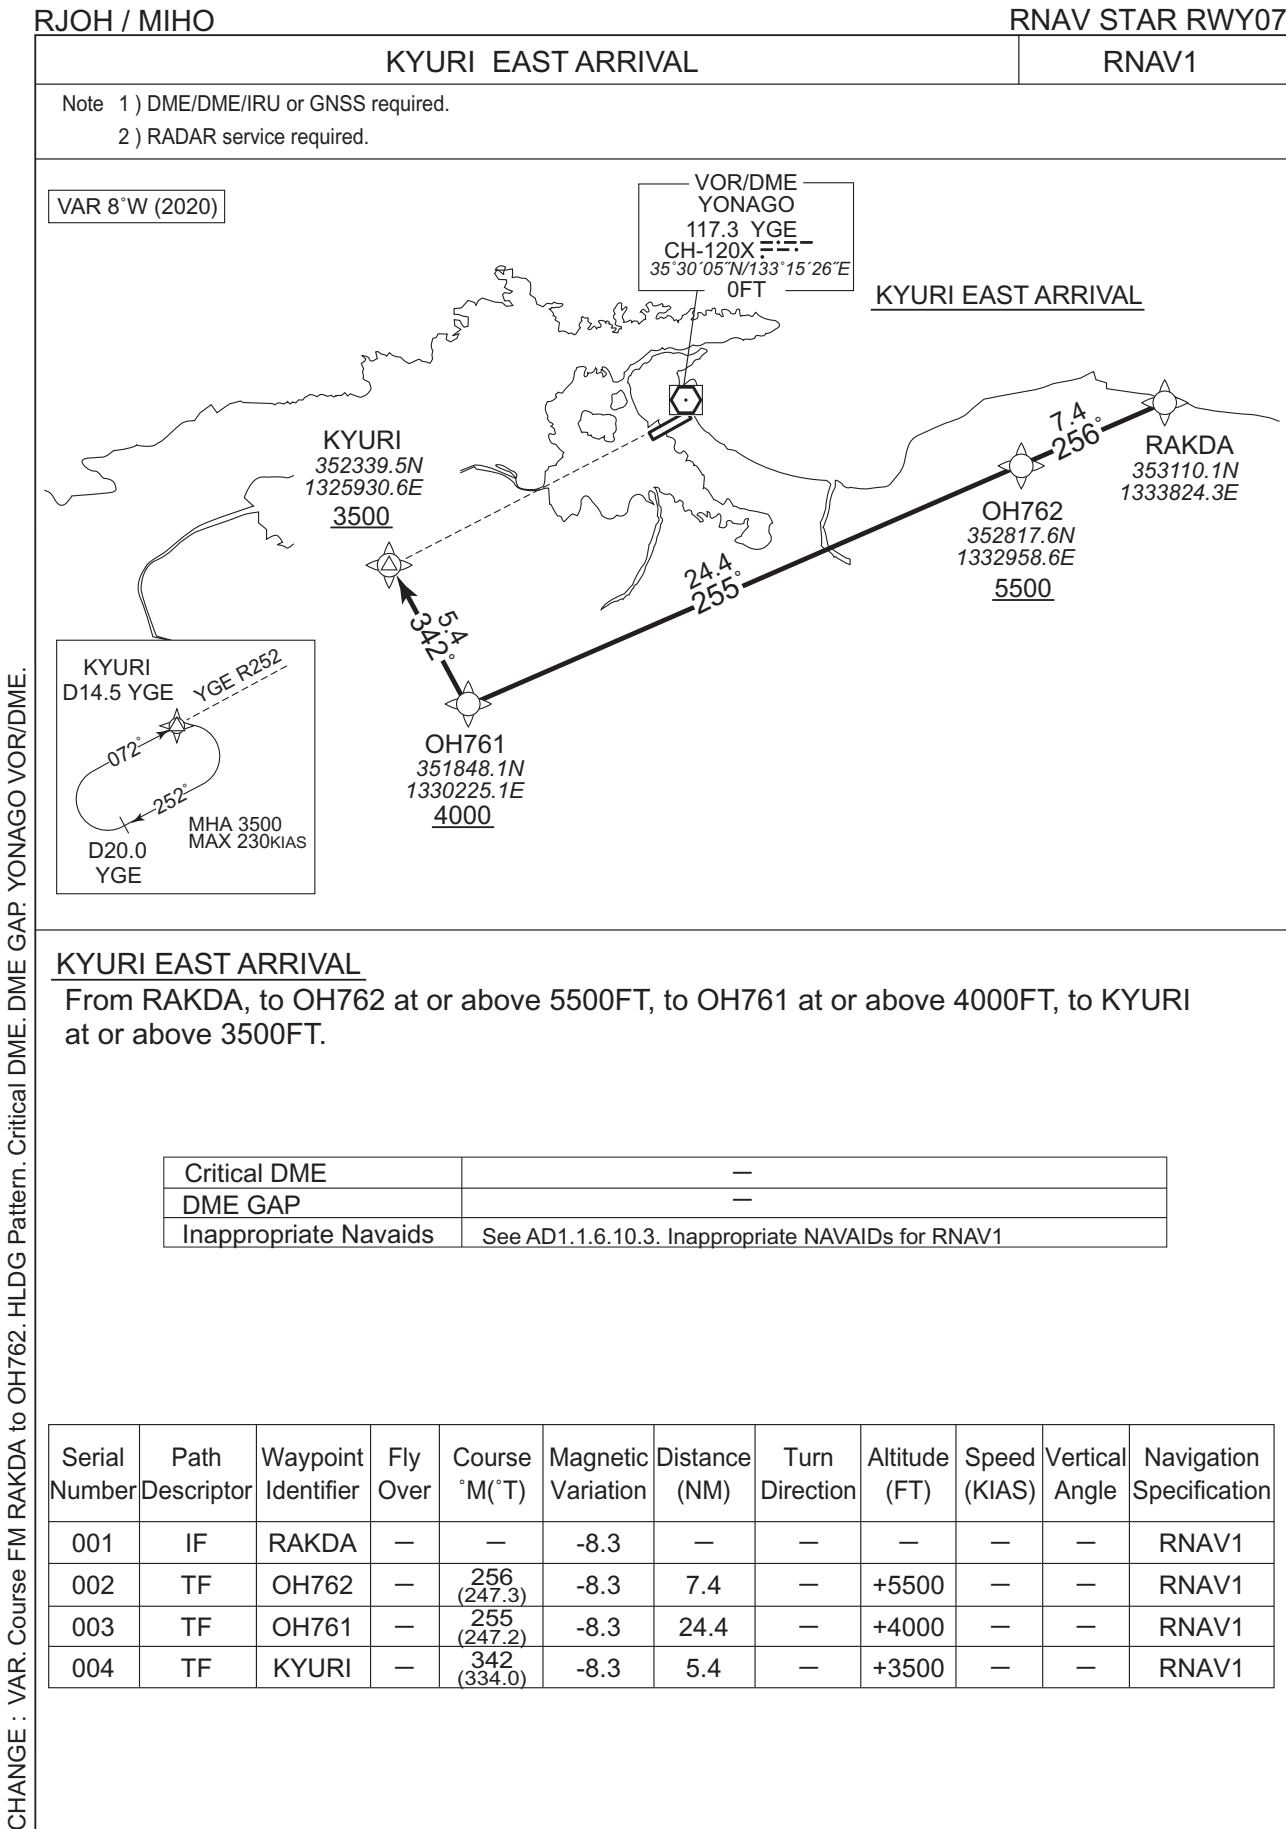 RJOH / MIHO
RNAV STAR RWY07
KYURI EAST ARRIVAL
RNAV1
Note 1 ) DME/DME/IRU or GNSS required.
2 ) RADAR service required.
VAR 8˚W (2020)
VOR/DME
YONAGO
117.3 YGE
CH-120X
35˚30´05˝N/133˚15´26˝E
0FT
KYURI EAST ARRIVAL
KYURI
352339.5N
1325930.6E
3500
7.4
256˚
RAKDA
353110.1N
1333824.3E
OH762
352817.6N
1332958.6E
5500
24.4
255˚
5.4
342˚
OH761
351848.1N
1330225.1E
4000
KYURI
D14.5 YGE
YGE R252
072˚
252˚
MHA 3500
MAX 230KIAS
D20.0
YGE
KYURI EAST ARRIVAL
From RAKDA, to OH762 at or above 5500FT, to OH761 at or above 4000FT, to KYURI
at or above 3500FT.
Critical DME —
DME GAP —
Inappropriate Navaids See AD1.1.6.10.3. Inappropriate NAVAIDs for RNAV1
Serial Path Waypoint Fly Course Magnetic Distance Turn Altitude Speed Vertical Navigation
Number Descriptor Identifier Over ˚M(˚T) Variation (NM) Direction (FT) (KIAS) Angle Specification
001 IF RAKDA — — -8.3 — — — — — RNAV1
002 TF OH762 — 256 (247.3) -8.3 7.4 — +5500 — — RNAV1
003 TF OH761 — 255 (247.2) -8.3 24.4 — +4000 — — RNAV1
004 TF KYURI — 342 (334.0) -8.3 5.4 — +3500 — — RNAV1
CHANGE : VAR. Course FM RAKDA to OH762. HLDG Pattern. Critical DME. DME GAP. YONAGO VOR/DME.